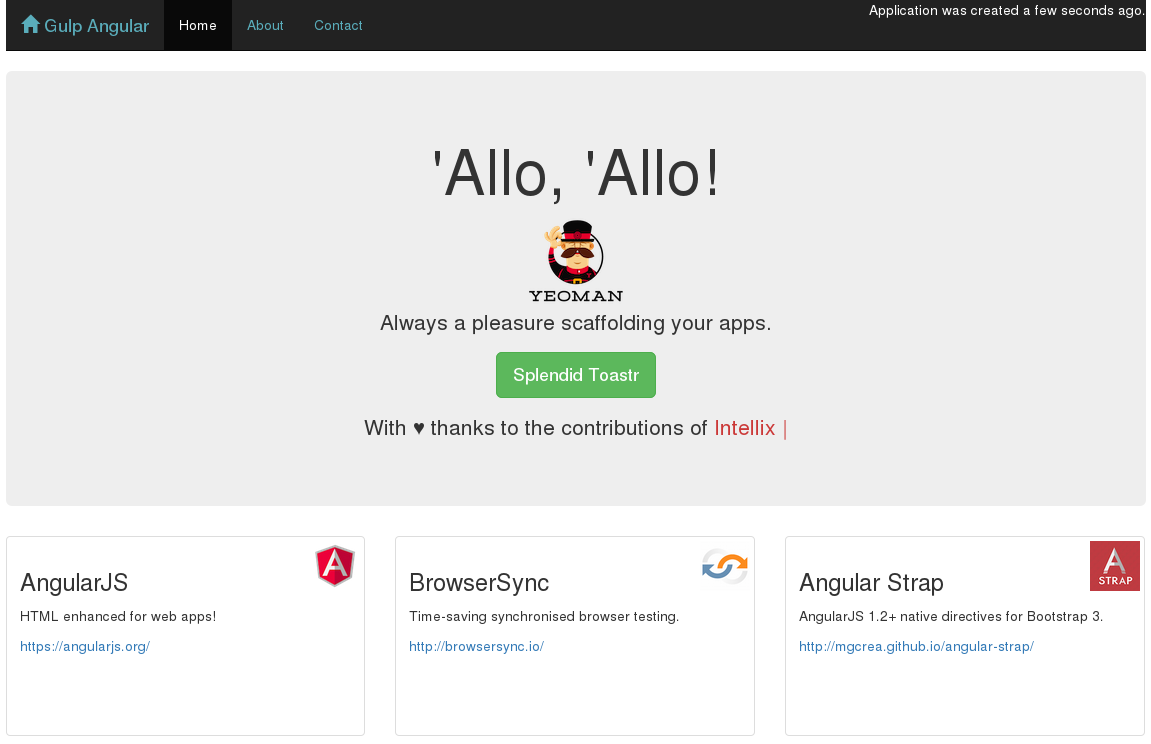 Gulp Angular Home About Contact Application was created a few seconds ago.
'Allo, 'Allo!
YEOMAN
Always a pleasure scaffolding your apps.
Splendid Toastr
With ♥ thanks to the contributions of Intellix |
AngularJS
HTML enhanced for web apps!
https://angularjs.org/
BrowserSync
Time-saving synchronised browser testing.
http://browsersync.io/
A
STRAP
Angular Strap
AngularJS 1.2+ native directives for Bootstrap 3.
http://mgcrea.github.io/angular-strap/